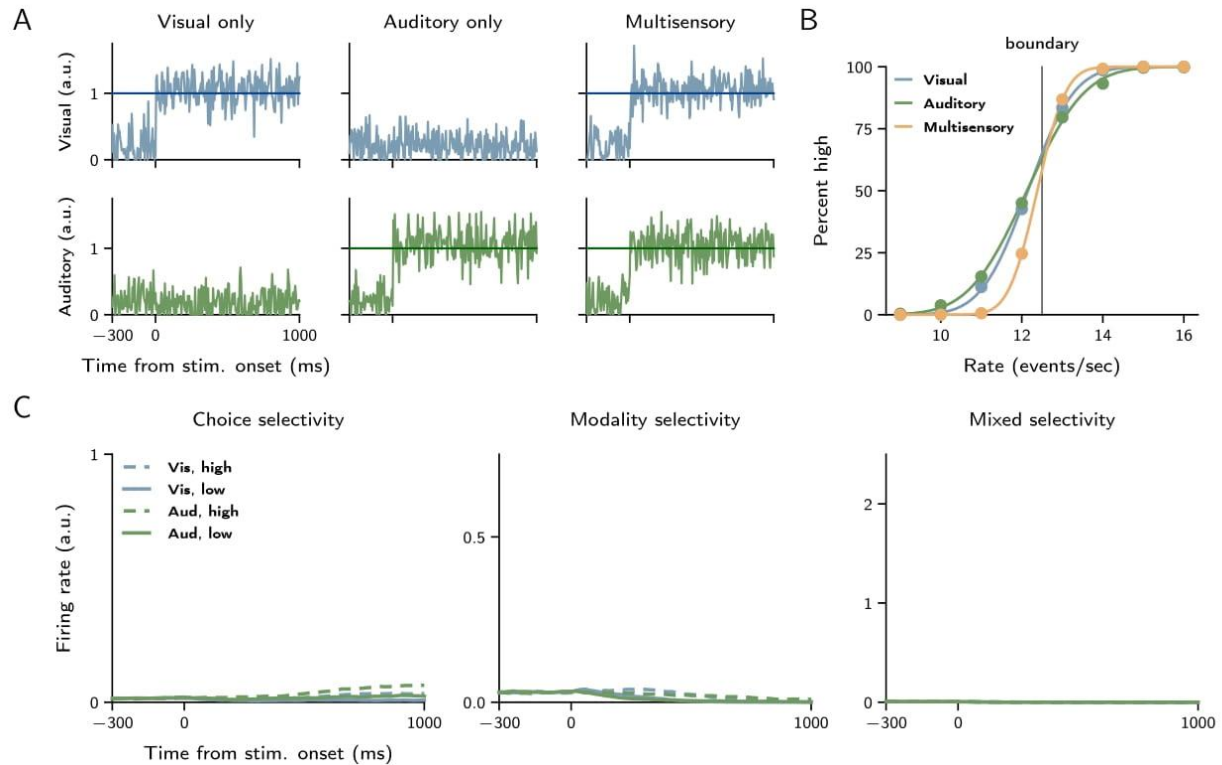 A
Visual only
Auditory only
Multisensory
Visual (a.u.)
1
0
Auditory (a.u.)
1
0
−300
0
1000
Time from stim. onset (ms)
B
boundary
Percent high
100
75
50
25
0
Visual
Auditory
Multisensory
10
12
14
16
Rate (events/sec)
C
Choice selectivity
Modality selectivity
Mixed selectivity
Firing rate (a.u.)
1
0
Vis, high
Vis, low
Aud, high
Aud, low
−300
0
1000
Time from stim. onset (ms)
0.5
0.0
−300
0
1000
2
1
0
−300
0
1000